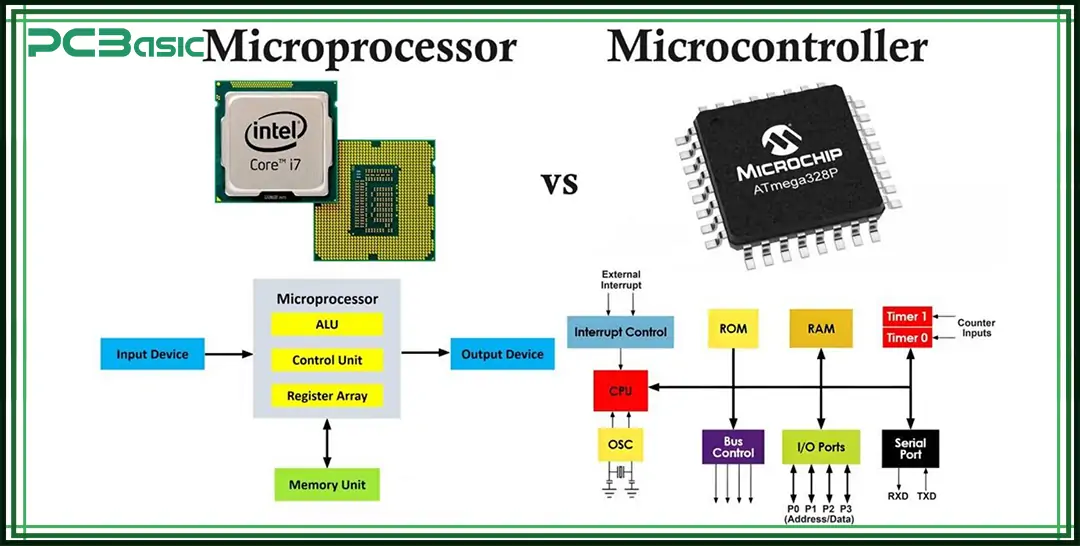 PCBasic
Microprocessor
Microcontroller
intel
Core™ i7
vs
MICROCHIP
ATmega328P
Microprocessor
ALU
Control Unit
Register Array
Input Device
Output Device
Memory Unit
External
Interrupt
Interrupt Control
ROM
RAM
Timer 1
Timer 0
Counter
Inputs
CPU
OSC
Bus
Control
I/O Ports
Serial
Port
P0 P1 P2 P3
(Address/Data)
RXD TXD